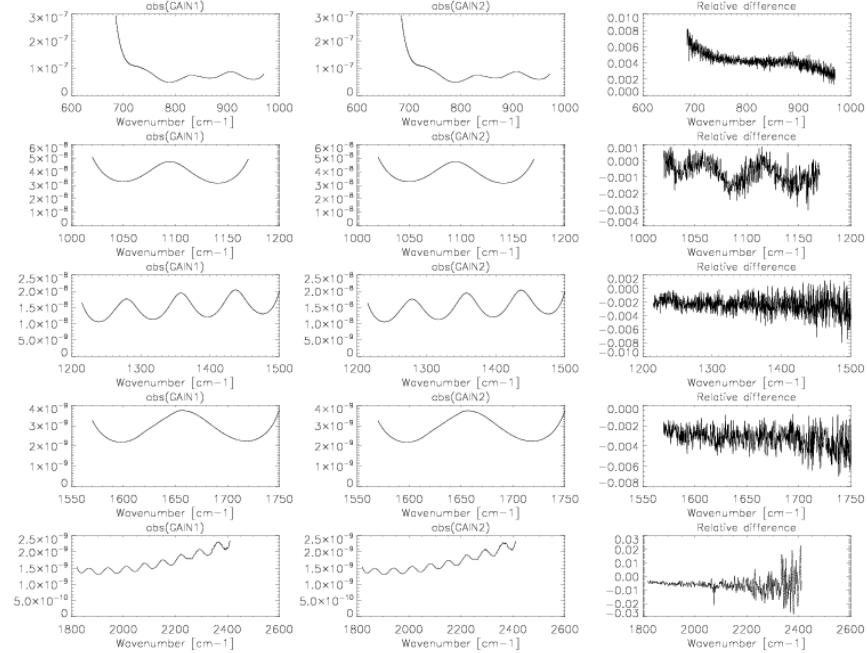 abs(GAIN1) abs(GAIN2) Relative difference
3×10⁻⁷ 3×10⁻⁷ 0.010
2×10⁻⁷ 2×10⁻⁷ 0.008
0.006
1×10⁻⁷ 1×10⁻⁷ 0.004
0.002
0 0 0.000
600 700 800 900 1000 600 700 800 900 1000 600 700 800 900 1000
Wavenumber [cm-1] Wavenumber [cm-1] Wavenumber [cm-1]
abs(GAIN1) abs(GAIN2) Relative difference
6×10⁻⁸ 6×10⁻⁸ 0.001
5×10⁻⁸ 5×10⁻⁸ 0.000
4×10⁻⁸ 4×10⁻⁸ −0.001
3×10⁻⁸ 3×10⁻⁸ −0.002
2×10⁻⁸ 2×10⁻⁸ −0.003
1×10⁻⁸ 1×10⁻⁸ −0.004
0 0
1000 1050 1100 1150 1200 1000 1050 1100 1150 1200 1000 1050 1100 1150 1200
Wavenumber [cm-1] Wavenumber [cm-1] Wavenumber [cm-1]
abs(GAIN1) abs(GAIN2) Relative difference
2.5×10⁻⁸ 2.5×10⁻⁸ 0.002
2.0×10⁻⁸ 2.0×10⁻⁸ 0.000
−0.002
1.5×10⁻⁸ 1.5×10⁻⁸ −0.004
1.0×10⁻⁸ 1.0×10⁻⁸ −0.006
5.0×10⁻⁹ 5.0×10⁻⁹ −0.008
0 0 −0.010
1200 1300 1400 1500 1200 1300 1400 1500 1200 1300 1400 1500
Wavenumber [cm-1] Wavenumber [cm-1] Wavenumber [cm-1]
abs(GAIN1) abs(GAIN2) Relative difference
4×10⁻⁹ 4×10⁻⁹ 0.000
3×10⁻⁹ 3×10⁻⁹ −0.002
2×10⁻⁹ 2×10⁻⁹ −0.004
1×10⁻⁹ 1×10⁻⁹ −0.006
0 0 −0.008
1550 1600 1650 1700 1750 1550 1600 1650 1700 1750 1550 1600 1650 1700 1750
Wavenumber [cm-1] Wavenumber [cm-1] Wavenumber [cm-1]
abs(GAIN1) abs(GAIN2) Relative difference
2.5×10⁻⁹ 2.5×10⁻⁹ 0.03
2.0×10⁻⁹ 2.0×10⁻⁹ 0.02
0.01
1.5×10⁻⁹ 1.5×10⁻⁹ 0.00
1.0×10⁻⁹ 1.0×10⁻⁹ −0.01
5.0×10⁻¹⁰ 5.0×10⁻¹⁰ −0.02
0 0 −0.03
1800 2000 2200 2400 2600 1800 2000 2200 2400 2600 1800 2000 2200 2400 2600
Wavenumber [cm-1] Wavenumber [cm-1] Wavenumber [cm-1]